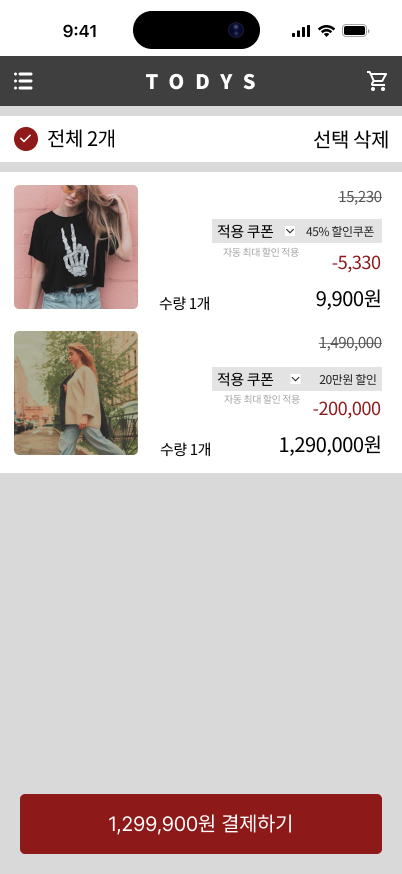 9:41
TODYS
전체 2개 선택 삭제
15,230
적용 쿠폰 45% 할인쿠폰
자동 최대 할인 적용
-5,330
수량 1개 9,900원
1,490,000
적용 쿠폰 20만원 할인
자동 최대 할인 적용
-200,000
수량 1개 1,290,000원
1,299,900원 결제하기